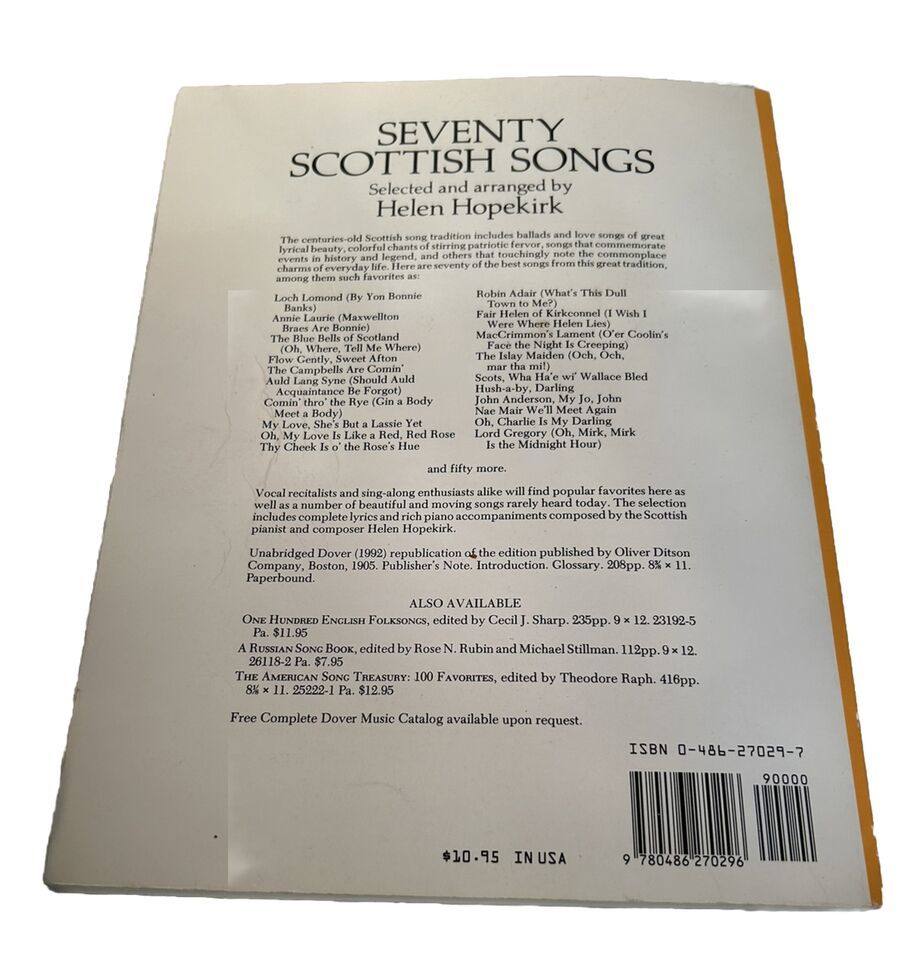 SEVENTY
SCOTTISH SONGS
Selected and arranged by
Helen Hopekirk
The centuries-old Scottish song tradition includes ballads and love songs of great
lyrical beauty, colorful chants of stirring patriotic fervor, songs that commemorate
events in history and legend, and others that touchingly note the commonplace
charms of everyday life. Here are seventy of the best songs from this great tradition,
among them such favorites as:
Loch Lomond (By Yon Bonnie
Banks)
Annie Laurie (Maxwellton
Braes Are Bonnie)
The Blue Bells of Scotland
(Oh, Where, Tell Me Where)
Flow Gently, Sweet Afton
The Campbells Are Comin'
Auld Lang Syne (Should Auld
Acquaintance Be Forgot)
Comin' thro' the Rye (Gin a Body
Meet a Body)
My Love, She's But a Lassie Yet
Oh, My Love Is Like a Red, Red Rose
Thy Cheek Is o' the Rose's Hue
Robin Adair (What's This Dull
Town to Me?)
Fair Helen of Kirkconnel (I Wish I
Were Where Helen Lies)
MacCrimmon's Lament (O'er Coolin's
Face the Night Is Creeping)
The Islay Maiden (Och, Och,
mar tha mi!)
Scots, Wha Ha'e wi' Wallace Bled
Hush-a-by, Darling
John Anderson, My Jo, John
Nae Mair We'll Meet Again
Oh, Charlie Is My Darling
Lord Gregory (Oh, Mirk, Mirk
Is the Midnight Hour)
and fifty more.
Vocal recitalists and sing-along enthusiasts alike will find popular favorites here as
well as a number of beautiful and moving songs rarely heard today. The selection
includes complete lyrics and rich piano accompaniments composed by the Scottish
pianist and composer Helen Hopekirk.
Unabridged Dover (1992) republication of the edition published by Oliver Ditson
Company, Boston, 1905. Publisher's Note. Introduction. Glossary. 208pp. 8⅜ × 11.
Paperbound.
ALSO AVAILABLE
ONE HUNDRED ENGLISH FOLKSONGS, edited by Cecil J. Sharp. 235pp. 9 × 12. 23192-5
Pa. $11.95
A RUSSIAN SONG BOOK, edited by Rose N. Rubin and Michael Stillman. 112pp. 9 × 12.
26118-2 Pa. $7.95
THE AMERICAN SONG TREASURY: 100 FAVORITES, edited by Theodore Raph. 416pp.
8⅜ × 11. 25222-1 Pa. $12.95
Free Complete Dover Music Catalog available upon request.
ISBN 0-486-27029-7
90000
$10.95 IN USA
9 780486 270296